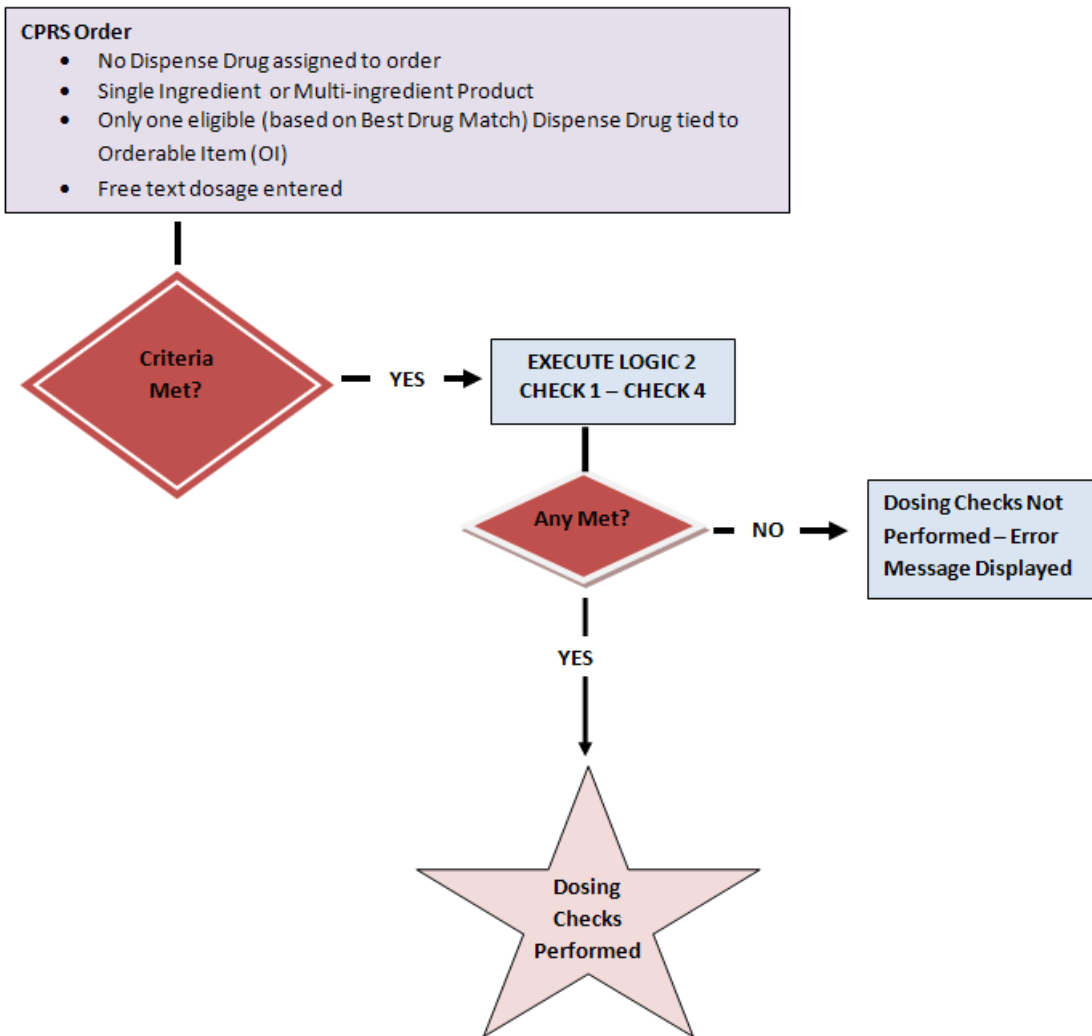 CPRS Order
• No Dispense Drug assigned to order
• Single Ingredient or Multi-ingredient Product
• Only one eligible (based on Best Drug Match) Dispense Drug tied to
Orderable Item (OI)
• Free text dosage entered
Criteria
Met?
YES
EXECUTE LOGIC 2
CHECK 1 – CHECK 4
Any Met?
NO
Dosing Checks Not
Performed – Error
Message Displayed
YES
Dosing
Checks
Performed